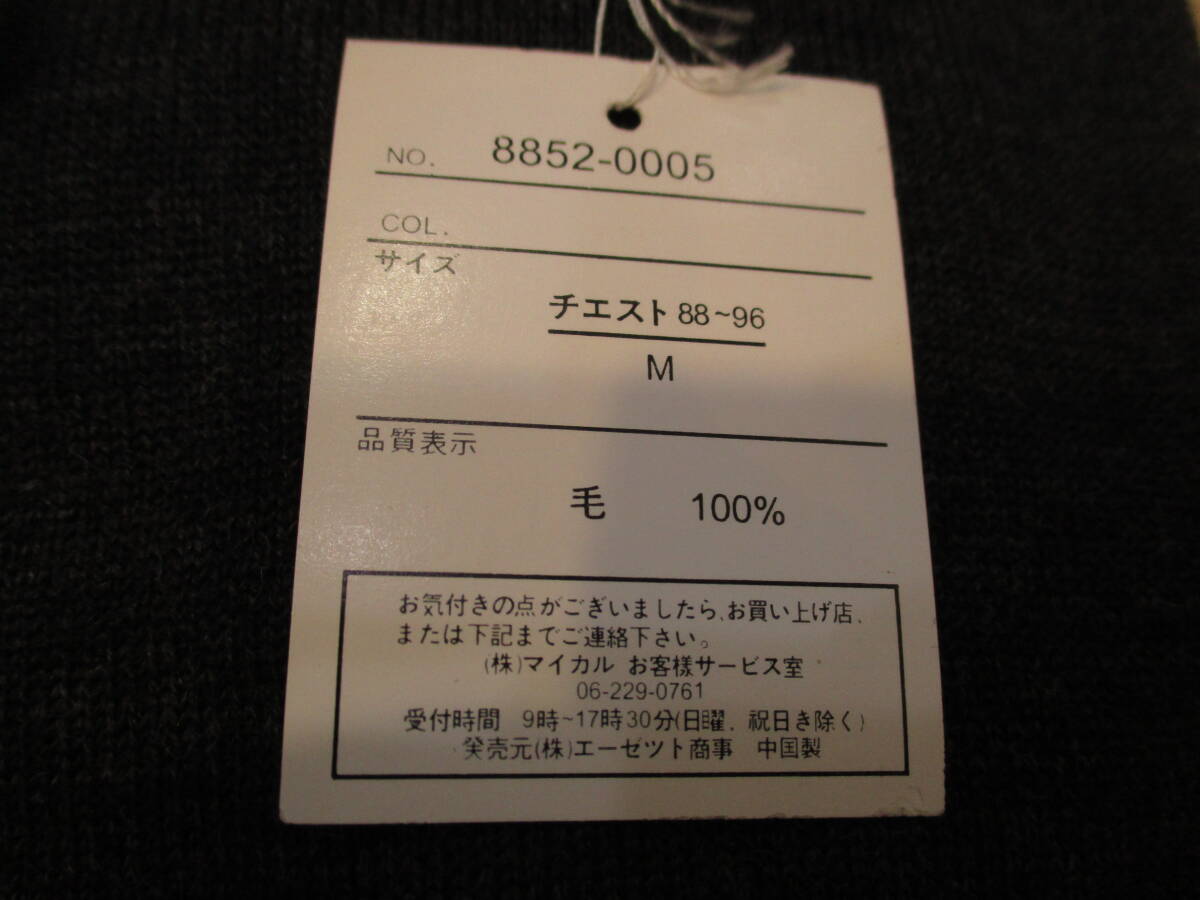 NO. 8852-0005
COL.
サイズ
チエスト 88~96
M
品質表示
毛 100%
お気付きの点がございましたら、お買い上げ店、
または下記までご連絡下さい。
(株)マイカル お客様サービス室
06-229-0761
受付時間 9時~17時30分(日曜、祝日き除く)
発売元(株)エーゼツト商事 中国製